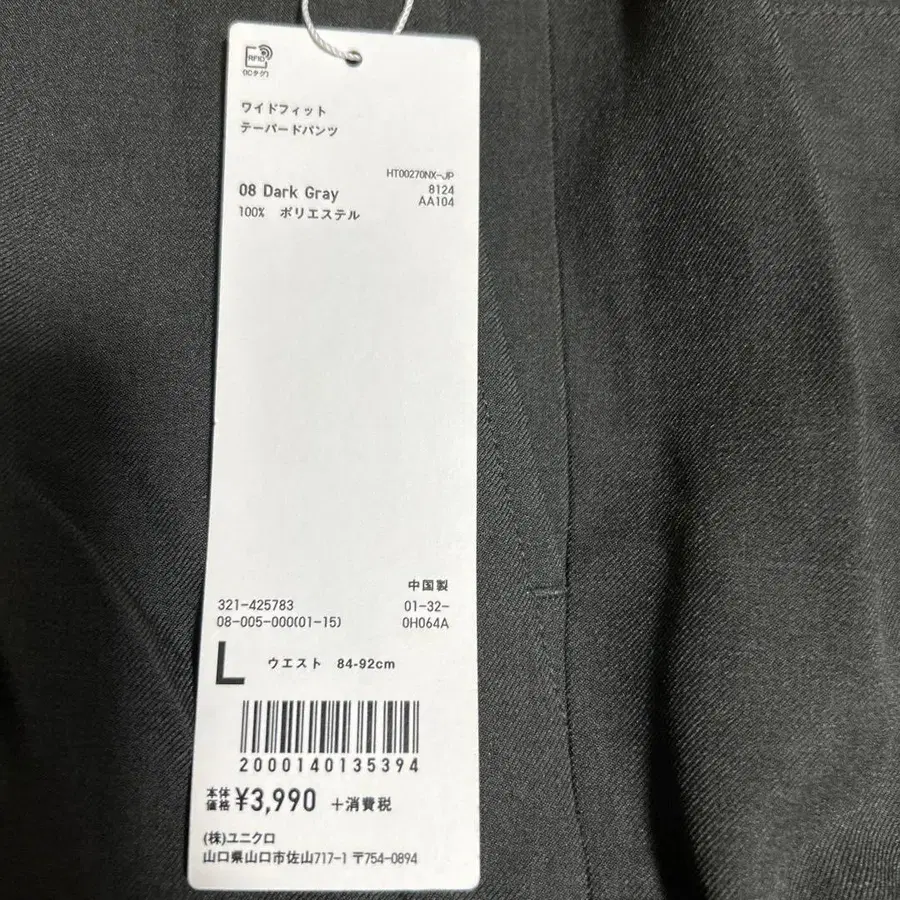 RFID
ICタグ
ワイドフィット
テーパードパンツ
HT00270NX-JP
08 Dark Gray 8124
100% ポリエステル AA104
中国製
321-425783 01-32-
08-005-000(01-15) 0H064A
L ウエスト 84-92cm
2000140135394
本体価格 ¥3,990 +消費税
(株)ユニクロ
山口県山口市佐山717-1 〒754-0894